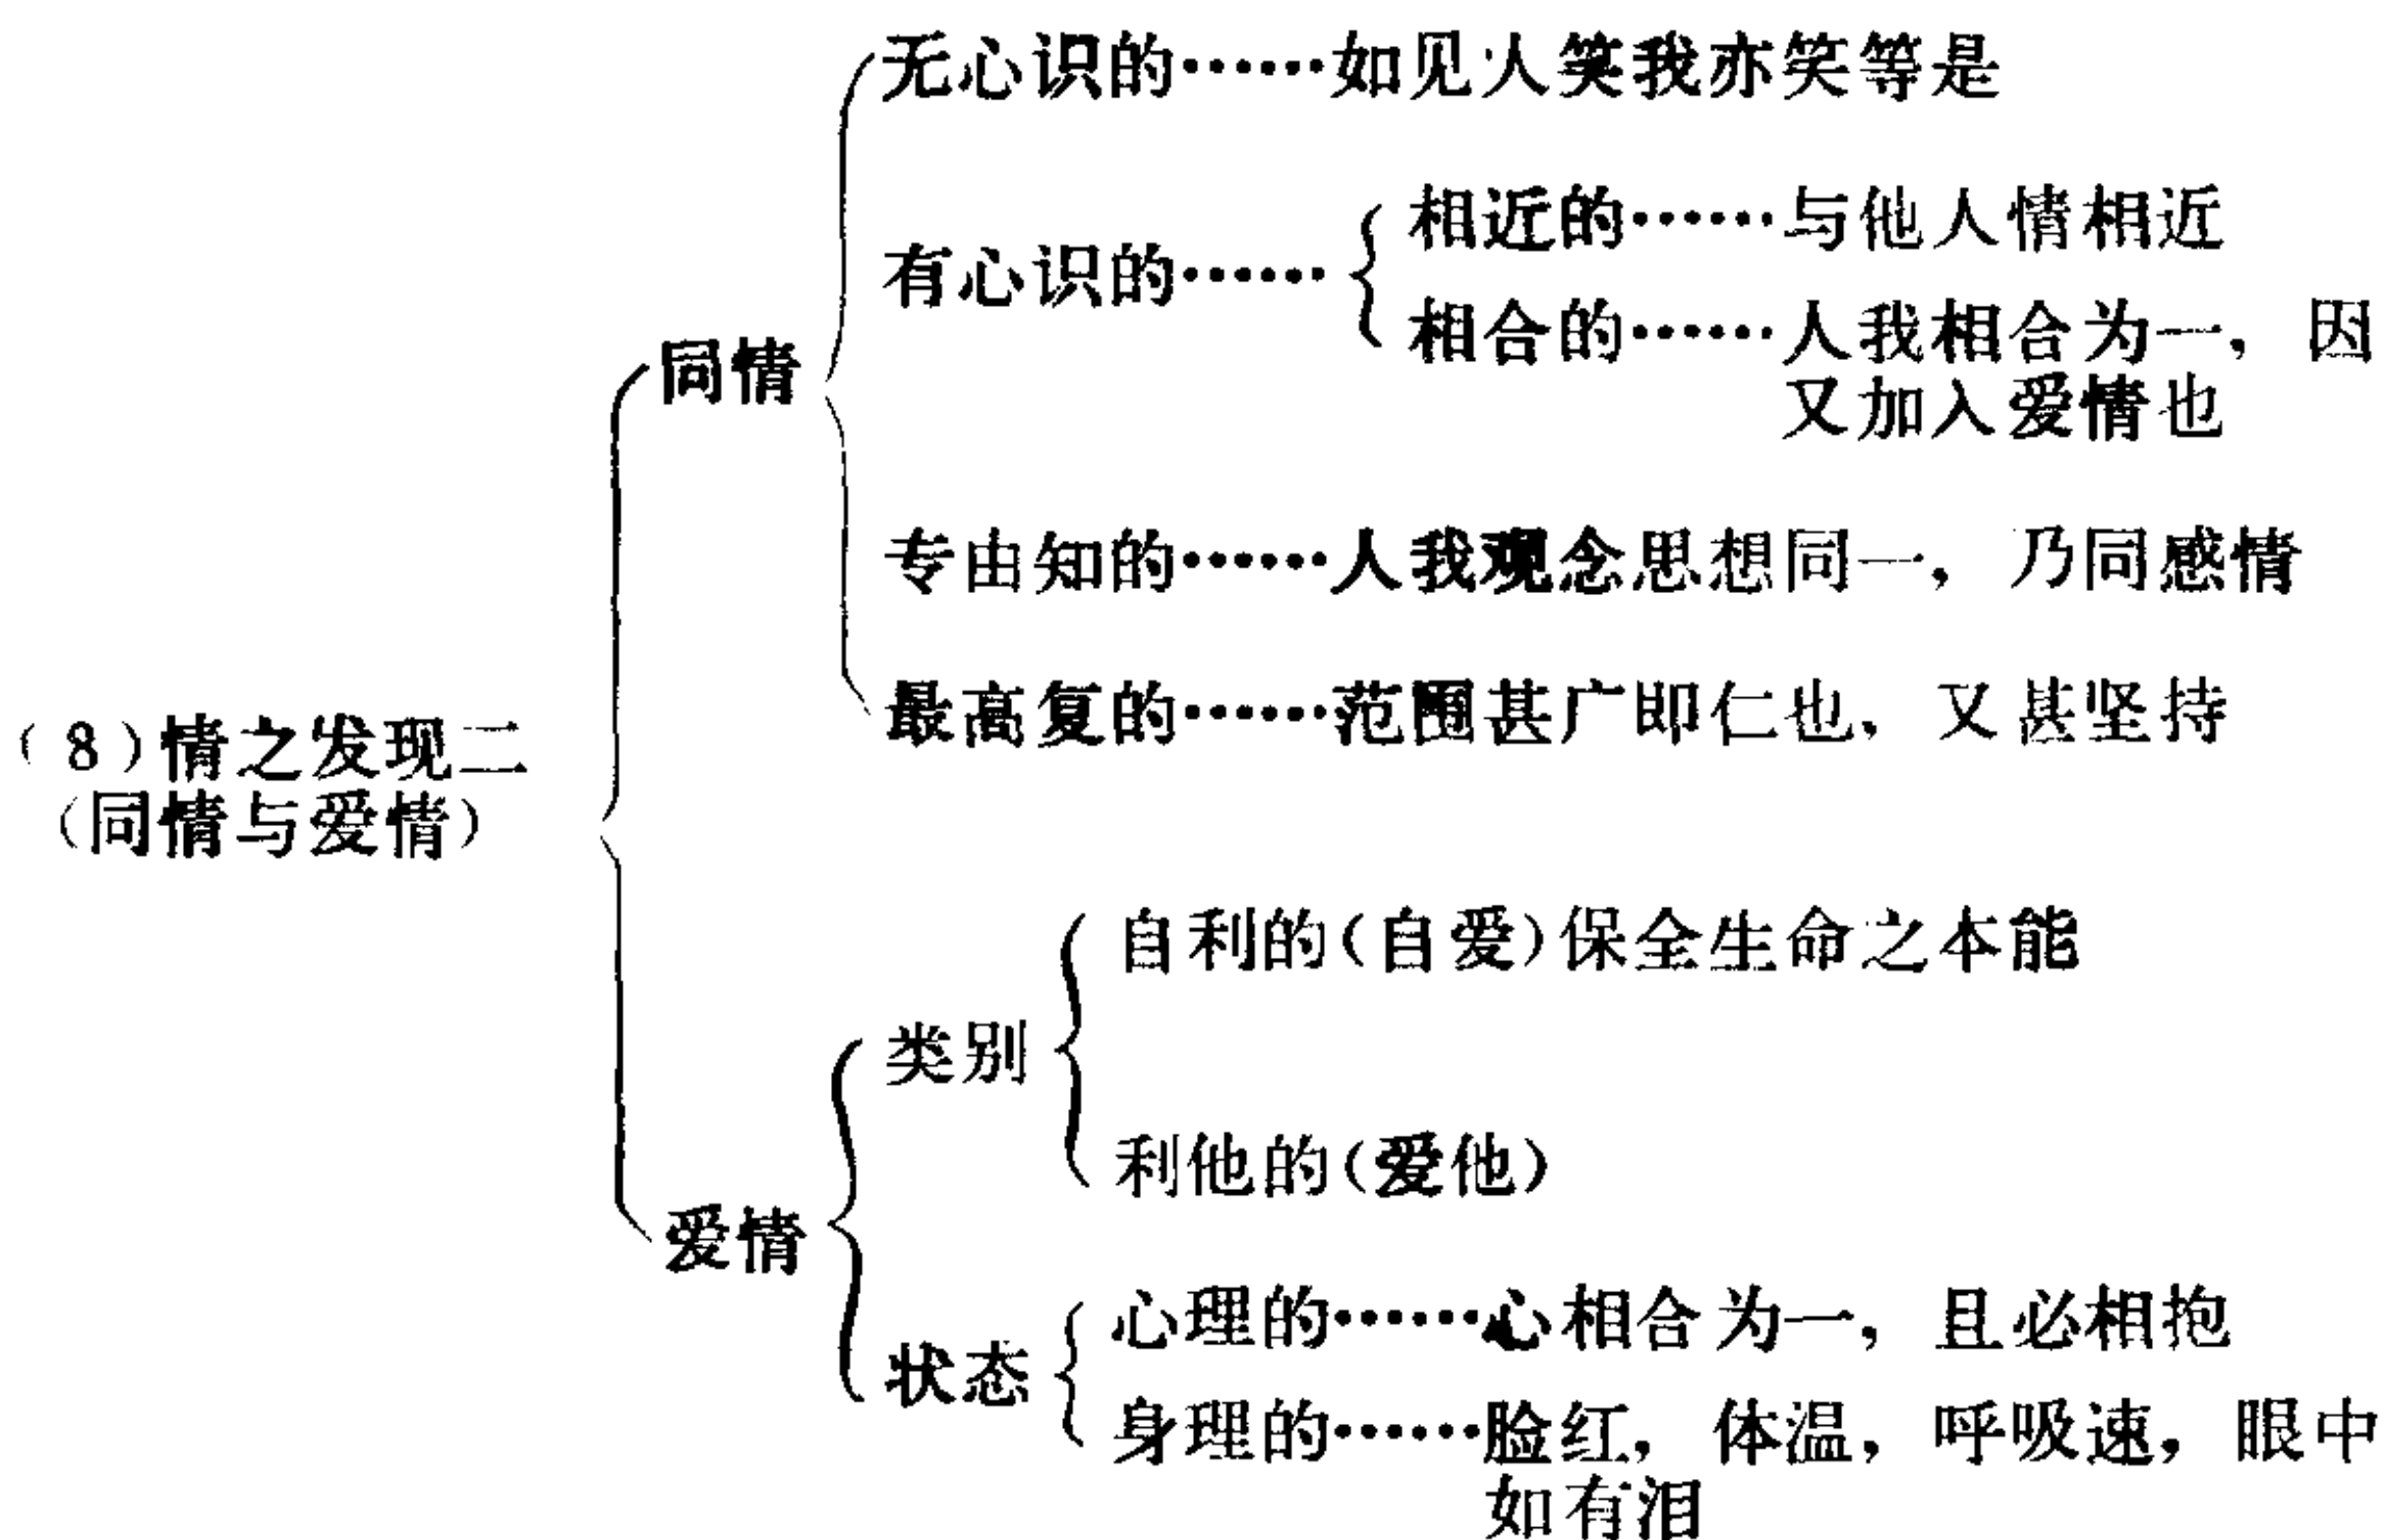 无心识的……如见人笑我亦笑等是
相近的……与他人情相近
有心识的……
相合的……人我相合为一，因
又加入爱情也
同情
专由知的……人我观念思想同一，乃同感情
最高复的……范围甚广即仁也，又甚坚持
（8）情之发现二
（同情与爱情）
自利的（自爱）保全生命之本能
类别
利他的（爱他）
爱情
心理的……心相合为一，且必相抱
状态
身理的……脸红，体温，呼吸速，眼中
如有泪